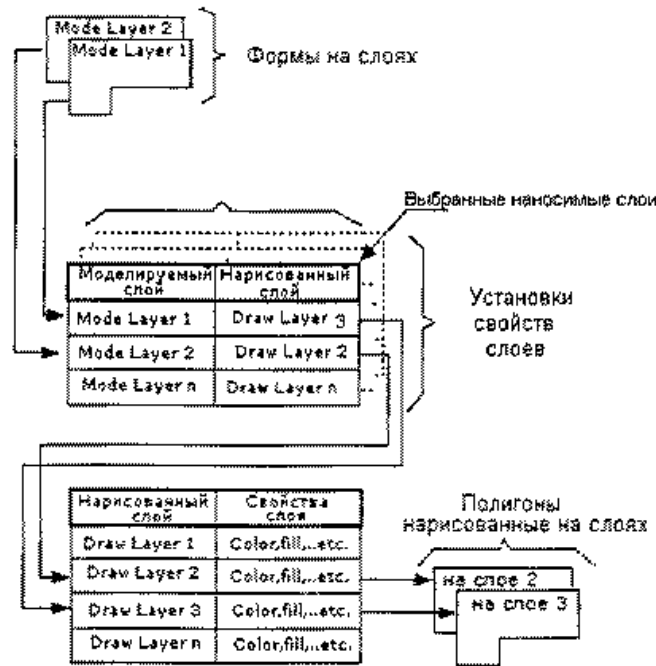 Mode Layer 2
Mode Layer 1
Формы на слоях
Выбранные наносимые слои
Моделируемый слой
Нарисованный слой
Mode Layer 1
Draw Layer 3
Mode Layer 2
Draw Layer 2
Mode Layer n
Draw Layer n
Установки
свойств
слоев
Нарисованный слой
Свойства слоя
Draw Layer 1
Color,fill,...etc.
Draw Layer 2
Color,fill,...etc.
Draw Layer 3
Color,fill,...etc.
Draw Layer n
Color,fill,...etc.
Полигоны
нарисованные на слоях
на слое 2
на слое 3